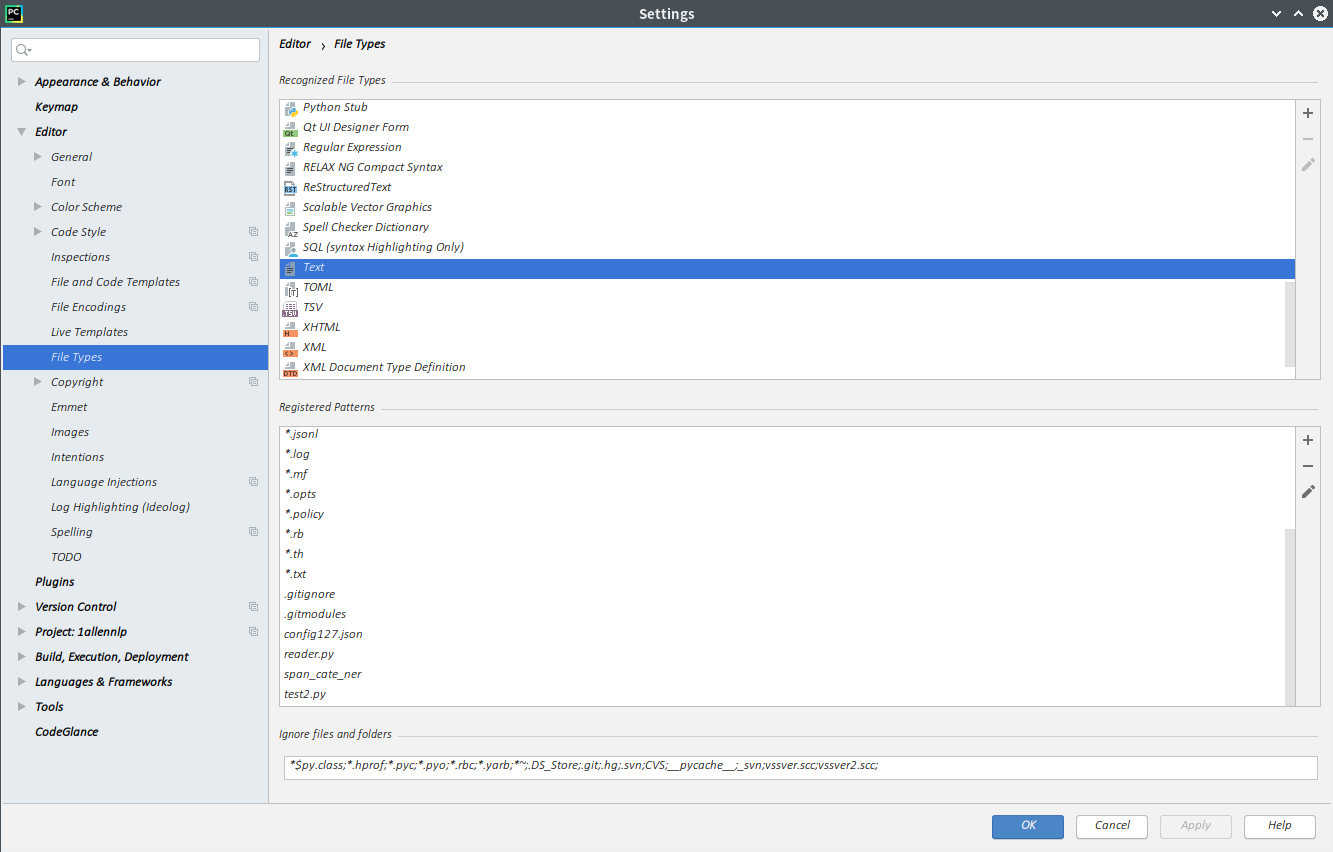 PC
Settings
Appearance & Behavior
Keymap
Editor
General
Font
Color Scheme
Code Style
Inspections
File and Code Templates
File Encodings
Live Templates
File Types
Copyright
Emmet
Images
Intentions
Language Injections
Log Highlighting (Ideolog)
Spelling
TODO
Plugins
Version Control
Project: 1allennlp
Build, Execution, Deployment
Languages & Frameworks
Tools
CodeGlance
Editor › File Types
Recognized File Types
Python Stub
Qt Qt UI Designer Form
Regular Expression
RELAX NG Compact Syntax
RST ReStructuredText
Scalable Vector Graphics
AZ Spell Checker Dictionary
SQL (syntax Highlighting Only)
Text
[T] TOML
.TSV TSV
H XHTML
<> XML
DTD XML Document Type Definition
Registered Patterns
*.jsonl
*.log
*.mf
*.opts
*.policy
*.rb
*.th
*.txt
.gitignore
.gitmodules
config127.json
reader.py
span_cate_ner
test2.py
Ignore files and folders
*$py.class;*.hprof;*.pyc;*.pyo;*.rbc;*.yarb;*~;.DS_Store;.git;.hg;.svn;CVS;__pycache__;_svn;vssver.scc;vssver2.scc;
OK Cancel Apply Help